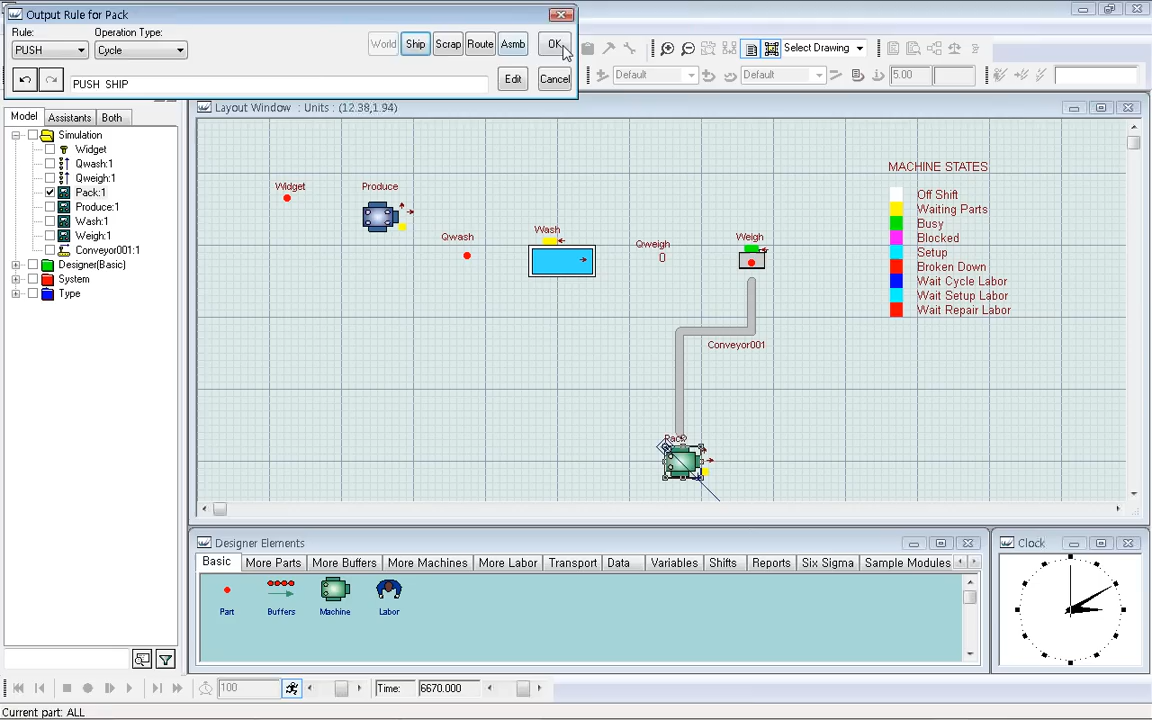 Output Rule for Pack
Rule:
Operation Type:
PUSH
Cycle
World
Ship
Scrap
Route
Asmb
OK
PUSH SHIP
Edit
Cancel
Select Drawing
Default
Default
5.00
Model
Assistants
Both
Simulation
Widget
Qwash:1
Qweigh:1
Pack:1
Produce:1
Wash:1
Weigh:1
Conveyor001:1
Designer(Basic)
System
Type
Layout Window : Units : (12.38,1.94)
Widget
Produce
Qwash
Wash
Qweigh
0
Weigh
Conveyor001
Pack
MACHINE STATES
Off Shift
Waiting Parts
Busy
Blocked
Setup
Broken Down
Wait Cycle Labor
Wait Setup Labor
Wait Repair Labor
Designer Elements
Basic
More Parts
More Buffers
More Machines
More Labor
Transport
Data
Variables
Shifts
Reports
Six Sigma
Sample Modules
Part
Buffers
Machine
Labor
Clock
100
Time:
6670.000
Current part: ALL